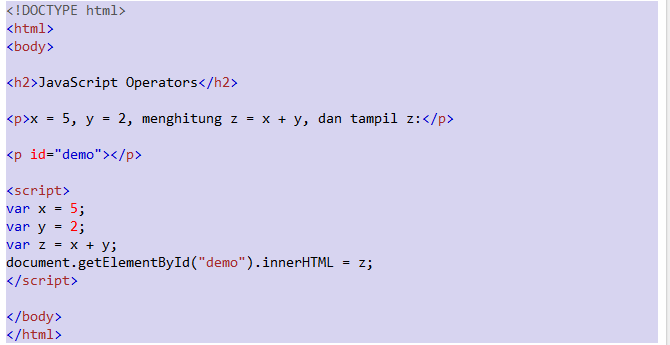 <!DOCTYPE html>
<html>
<body>
<h2>JavaScript Operators</h2>
<p>x = 5, y = 2, menghitung z = x + y, dan tampil z:</p>
<p id="demo"></p>
<script>
var x = 5;
var y = 2;
var z = x + y;
document.getElementById("demo").innerHTML = z;
</script>
</body>
</html>